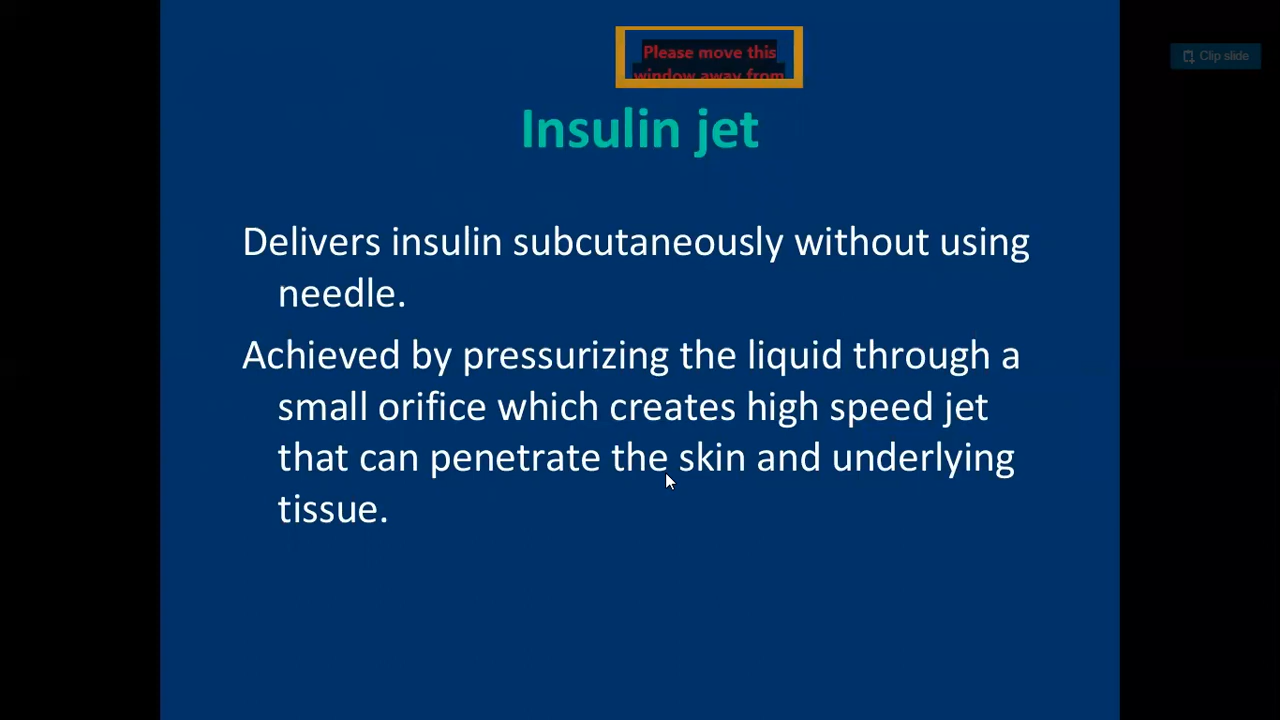 Please move this
window away from
Clip slide
Insulin jet
Delivers insulin subcutaneously without using
needle.
Achieved by pressurizing the liquid through a
small orifice which creates high speed jet
that can penetrate the skin and underlying
tissue.